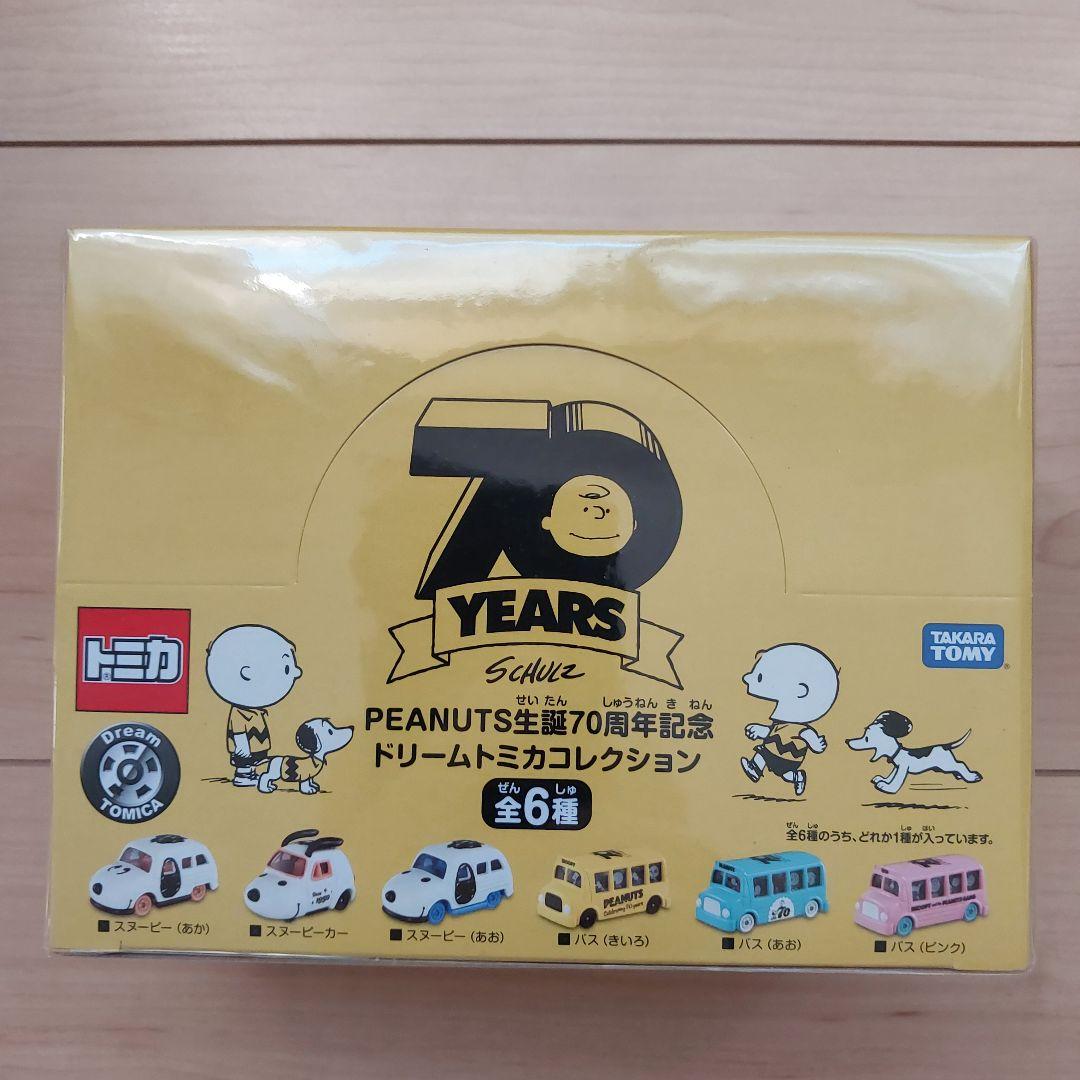 70
YEARS
SCHULZ
トミカ
TAKARA
TOMY
Dream
TOMICA
せいたん しゅうねん き ねん
PEANUTS生誕70周年記念
ドリームトミカコレクション
ぜん しゅ
全6種
ぜん しゅ しゅ はい
全6種のうち、どれか1種が入っています。
PEANUTS
70
■ スヌーピー(あか)
■ スヌーピーカー
■ スヌーピー(あお)
■ バス(きいろ)
■ バス(あお)
■ バス(ピンク)